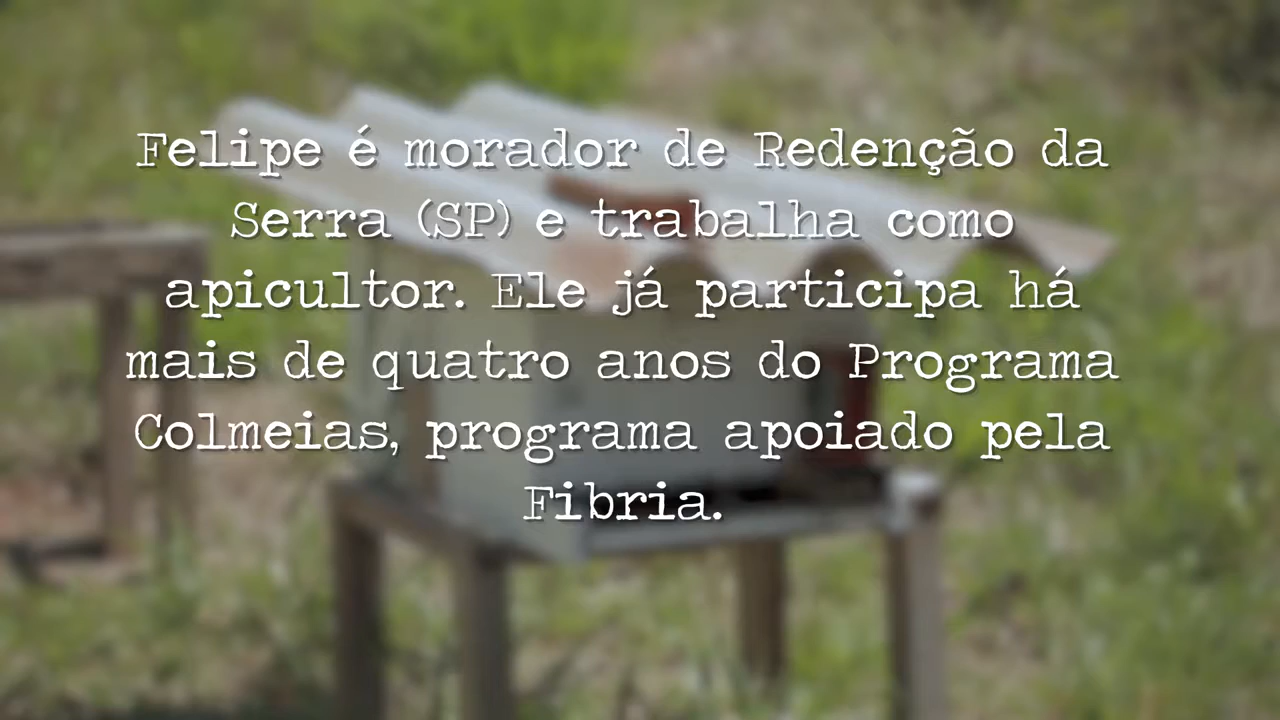 Felipe é morador de Redenção da
Serra (SP) e trabalha como
apicultor. Ele já participa há
mais de quatro anos do Programa
Colmeias, programa apoiado pela
Fibria.